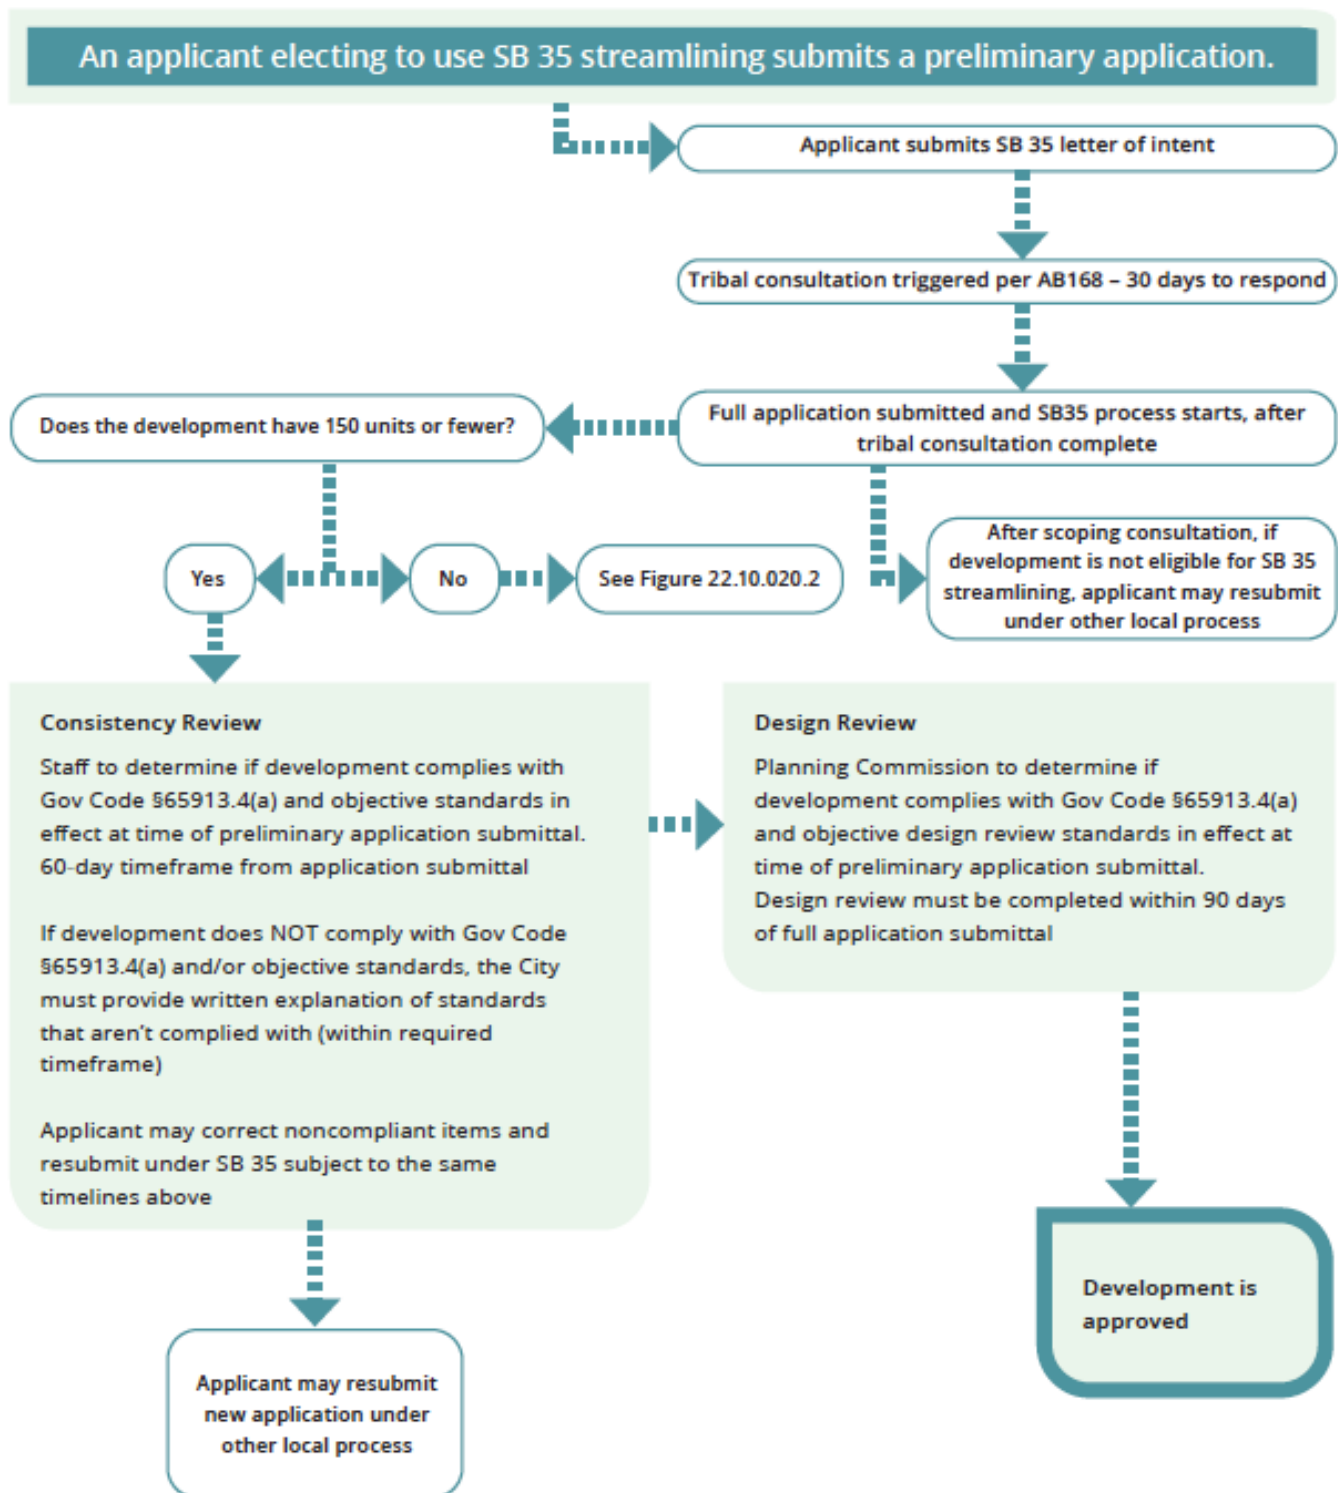 An applicant electing to use SB 35 streamlining submits a preliminary application.
Applicant submits SB 35 letter of intent
Tribal consultation triggered per AB168 – 30 days to respond
Full application submitted and SB35 process starts, after
tribal consultation complete
Does the development have 150 units or fewer?
After scoping consultation, if
development is not eligible for SB 35
streamlining, applicant may resubmit
under other local process
Yes
No
See Figure 22.10.020.2
Consistency Review
Staff to determine if development complies with
Gov Code §65913.4(a) and objective standards in
effect at time of preliminary application submittal.
60-day timeframe from application submittal
If development does NOT comply with Gov Code
§65913.4(a) and/or objective standards, the City
must provide written explanation of standards
that aren’t complied with (within required
timeframe)
Applicant may correct noncompliant items and
resubmit under SB 35 subject to the same
timelines above
Design Review
Planning Commission to determine if
development complies with Gov Code §65913.4(a)
and objective design review standards in effect at
time of preliminary application submittal.
Design review must be completed within 90 days
of full application submittal
Development is
approved
Applicant may resubmit
new application under
other local process